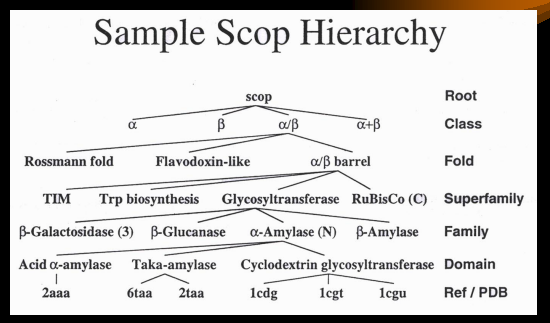 Sample Scop Hierarchy
scop Root
α β α/β α+β Class
Rossmann fold Flavodoxin-like α/β barrel Fold
TIM Trp biosynthesis Glycosyltransferase RuBisCo (C) Superfamily
β-Galactosidase (3) β-Glucanase α-Amylase (N) β-Amylase Family
Acid α-amylase Taka-amylase Cyclodextrin glycosyltransferase Domain
2aaa 6taa 2taa 1cdg 1cgt 1cgu Ref / PDB